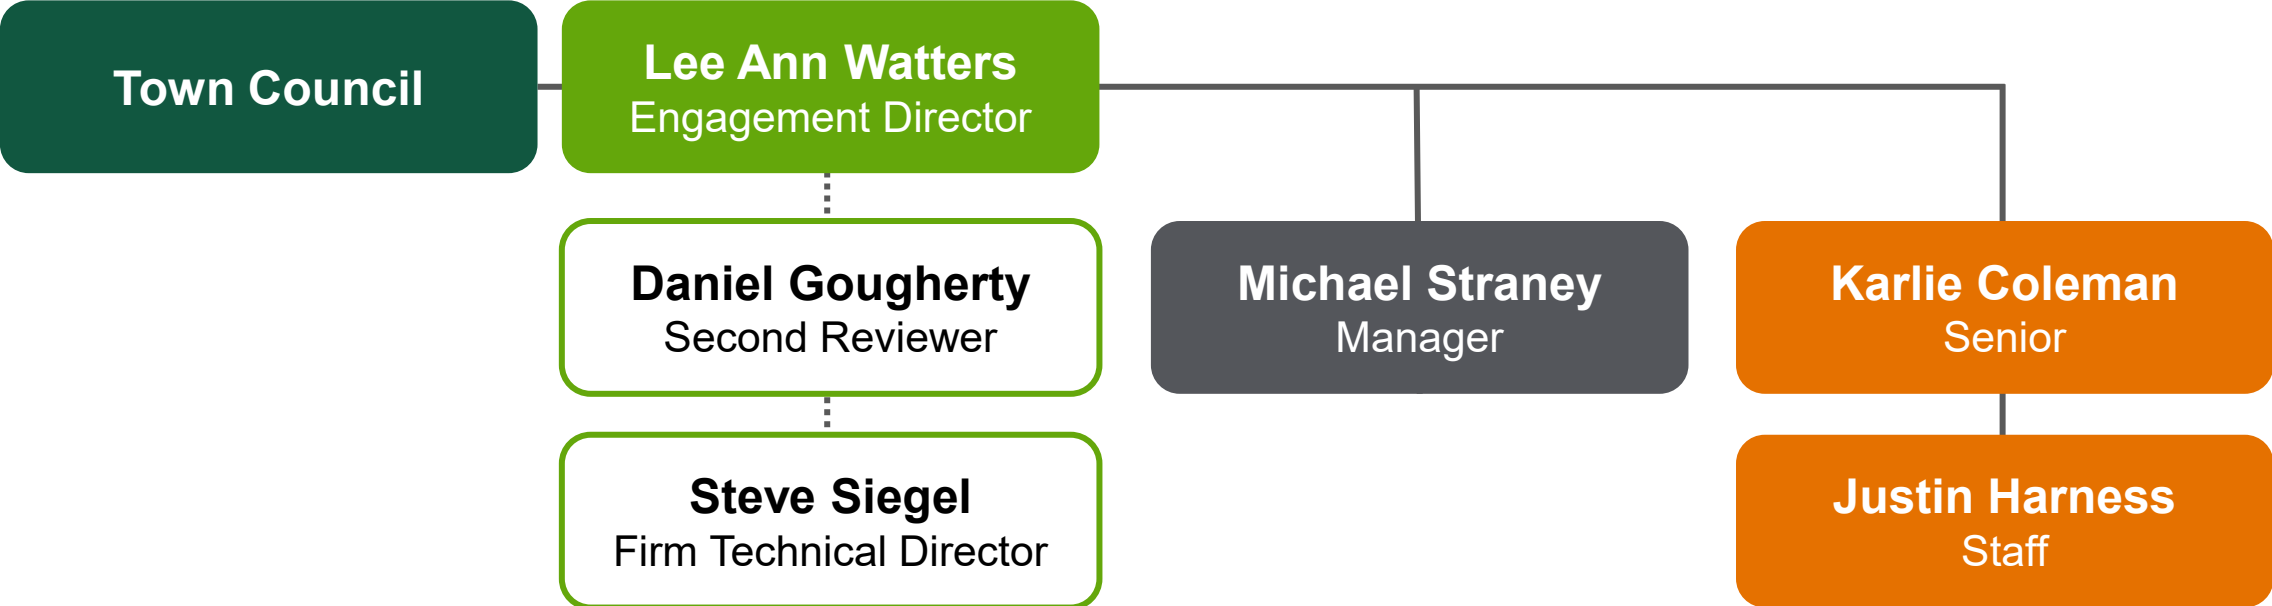 Town Council
Lee Ann Watters
Engagement Director
Daniel Gougherty
Second Reviewer
Michael Straney
Manager
Karlie Coleman
Senior
Steve Siegel
Firm Technical Director
Justin Harness
Staff